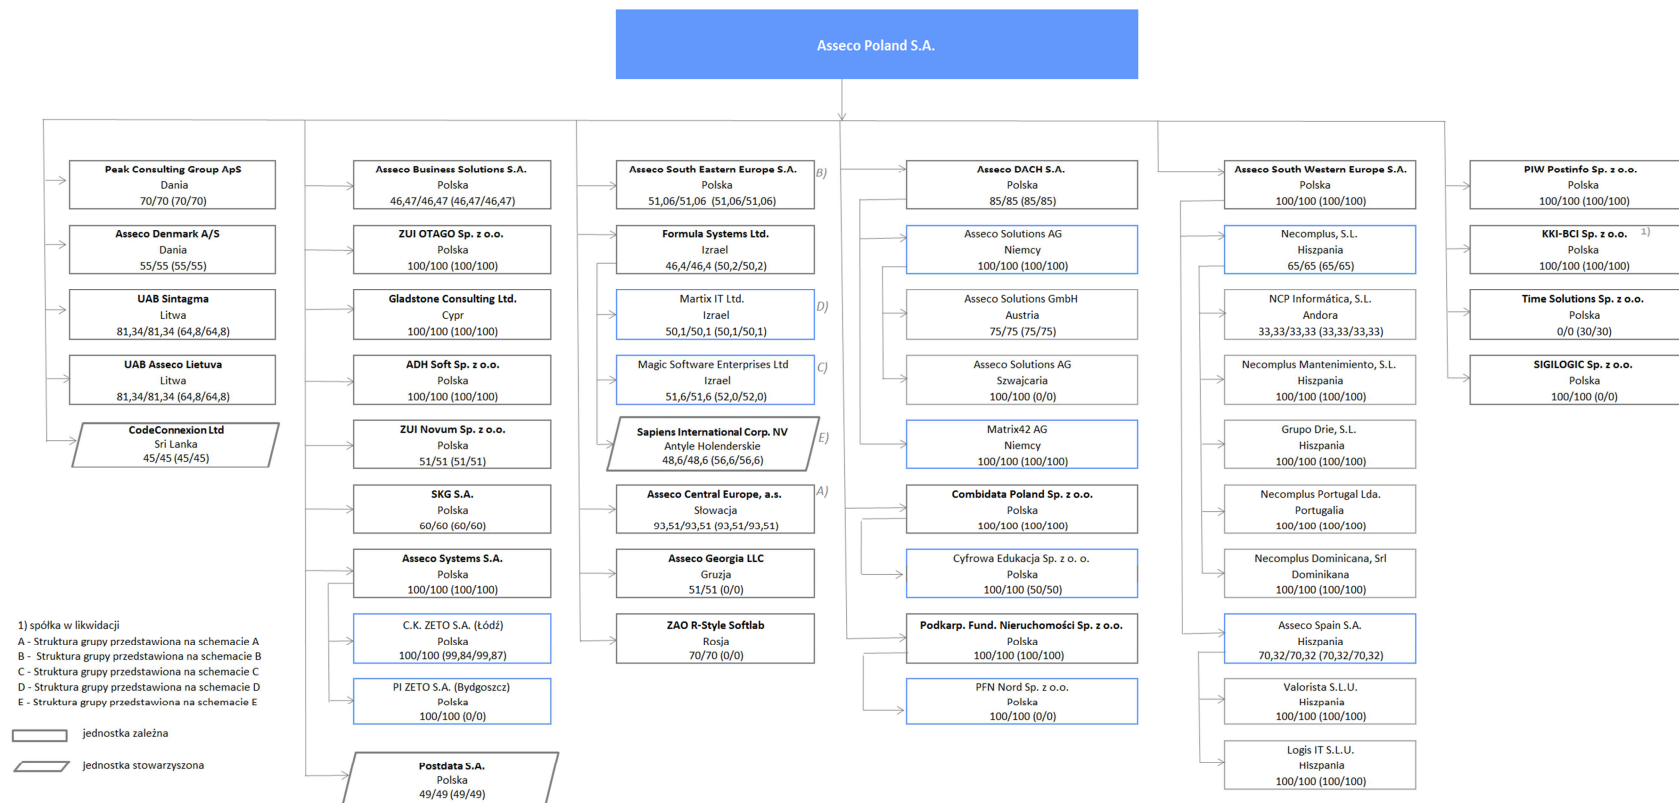 Asseco Poland S.A.
Peak Consulting Group ApS
Dania
70/70 (70/70)
Asseco Denmark A/S
Dania
55/55 (55/55)
UAB Sintagma
Litwa
81,34/81,34 (64,8/64,8)
UAB Asseco Lietuva
Litwa
81,34/81,34 (64,8/64,8)
CodeConnexion Ltd
Sri Lanka
45/45 (45/45)
Asseco Business Solutions S.A.
Polska
46,47/46,47 (46,47/46,47)
ZUI OTAGO Sp. z o.o.
Polska
100/100 (100/100)
Gladstone Consulting Ltd.
Cypr
100/100 (100/100)
ADH Soft Sp. z o.o.
Polska
100/100 (100/100)
ZUI Novum Sp. z o.o.
Polska
51/51 (51/51)
SKG S.A.
Polska
60/60 (60/60)
Asseco Systems S.A.
Polska
100/100 (100/100)
C.K. ZETO S.A. (Łódź)
Polska
100/100 (99,84/99,87)
PI ZETO S.A. (Bydgoszcz)
Polska
100/100 (0/0)
Postdata S.A.
Polska
49/49 (49/49)
Asseco South Eastern Europe S.A.
Polska
51,06/51,06 (51,06/51,06)
B)
Formula Systems Ltd.
Izrael
46,4/46,4 (50,2/50,2)
Martix IT Ltd.
Izrael
50,1/50,1 (50,1/50,1)
D)
Magic Software Enterprises Ltd
Izrael
51,6/51,6 (52,0/52,0)
C)
Sapiens International Corp. NV
Antyle Holenderskie
48,6/48,6 (56,6/56,6)
E)
Asseco Central Europe, a.s.
Słowacja
93,51/93,51 (93,51/93,51)
A)
Asseco Georgia LLC
Gruzja
51/51 (0/0)
ZAO R-Style Softlab
Rosja
70/70 (0/0)
Asseco DACH S.A.
Polska
85/85 (85/85)
Asseco Solutions AG
Niemcy
100/100 (100/100)
Asseco Solutions GmbH
Austria
75/75 (75/75)
Asseco Solutions AG
Szwajcaria
100/100 (0/0)
Matrix42 AG
Niemcy
100/100 (100/100)
Combidata Poland Sp. z o.o.
Polska
100/100 (100/100)
Cyfrowa Edukacja Sp. z o. o.
Polska
100/100 (50/50)
Podkarp. Fund. Nieruchomości Sp. z o.o.
Polska
100/100 (100/100)
PFN Nord Sp. z o.o.
Polska
100/100 (0/0)
Asseco South Western Europe S.A.
Polska
100/100 (100/100)
Necomplus, S.L.
Hiszpania
65/65 (65/65)
NCP Informática, S.L.
Andora
33,33/33,33 (33,33/33,33)
Necomplus Mantenimiento, S.L.
Hiszpania
100/100 (100/100)
Grupo Drie, S.L.
Hiszpania
100/100 (100/100)
Necomplus Portugal Lda.
Portugalia
100/100 (100/100)
Necomplus Dominicana, Srl
Dominikana
100/100 (100/100)
Asseco Spain S.A.
Hiszpania
70,32/70,32 (70,32/70,32)
Valorista S.L.U.
Hiszpania
100/100 (100/100)
Logis IT S.L.U.
Hiszpania
100/100 (100/100)
PIW Postinfo Sp. z o.o.
Polska
100/100 (100/100)
KKI-BCI Sp. z o.o. 1)
Polska
100/100 (100/100)
Time Solutions Sp. z o.o.
Polska
0/0 (30/30)
SIGILOGIC Sp. z o.o.
Polska
100/100 (0/0)
1) spółka w likwidacji
A - Struktura grupy przedstawiona na schemacie A
B - Struktura grupy przedstawiona na schemacie B
C - Struktura grupy przedstawiona na schemacie C
D - Struktura grupy przedstawiona na schemacie D
E - Struktura grupy przedstawiona na schemacie E
jednostka zależna
jednostka stowarzyszona